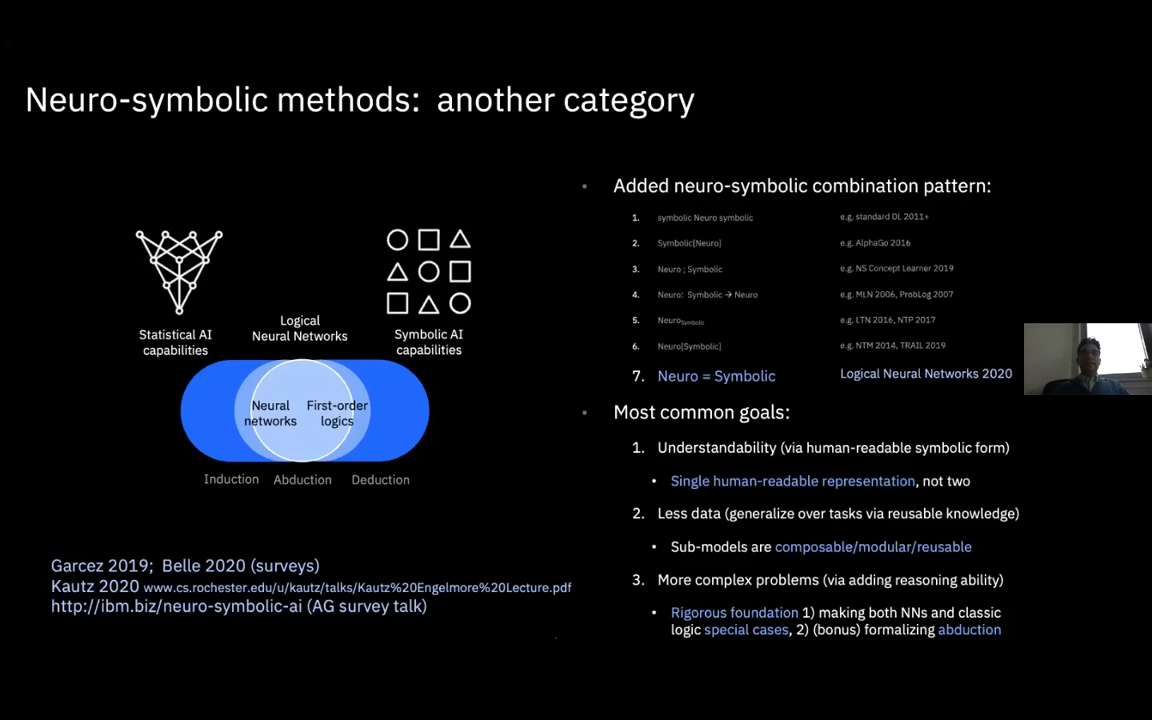 Neuro-symbolic methods: another category
Statistical AI
capabilities
Logical
Neural Networks
Symbolic AI
capabilities
Neural
networks
First-order
logics
Induction
Abduction
Deduction
Garcez 2019; Belle 2020 (surveys)
Kautz 2020 www.cs.rochester.edu/u/kautz/talks/Kautz%20Engelmore%20Lecture.pdf
http://ibm.biz/neuro-symbolic-ai (AG survey talk)
• Added neuro-symbolic combination pattern:
1. symbolic Neuro symbolic e.g. standard DL 2011+
2. Symbolic[Neuro] e.g. AlphaGo 2016
3. Neuro ; Symbolic e.g. NS Concept Learner 2019
4. Neuro: Symbolic → Neuro e.g. MLN 2006, ProbLog 2007
5. Neuro_Symbolic e.g. LTN 2016, NTP 2017
6. Neuro[Symbolic] e.g. NTM 2014, TRAIL 2019
7. Neuro = Symbolic Logical Neural Networks 2020
• Most common goals:
1. Understandability (via human-readable symbolic form)
• Single human-readable representation, not two
2. Less data (generalize over tasks via reusable knowledge)
• Sub-models are composable/modular/reusable
3. More complex problems (via adding reasoning ability)
• Rigorous foundation 1) making both NNs and classic
logic special cases, 2) (bonus) formalizing abduction